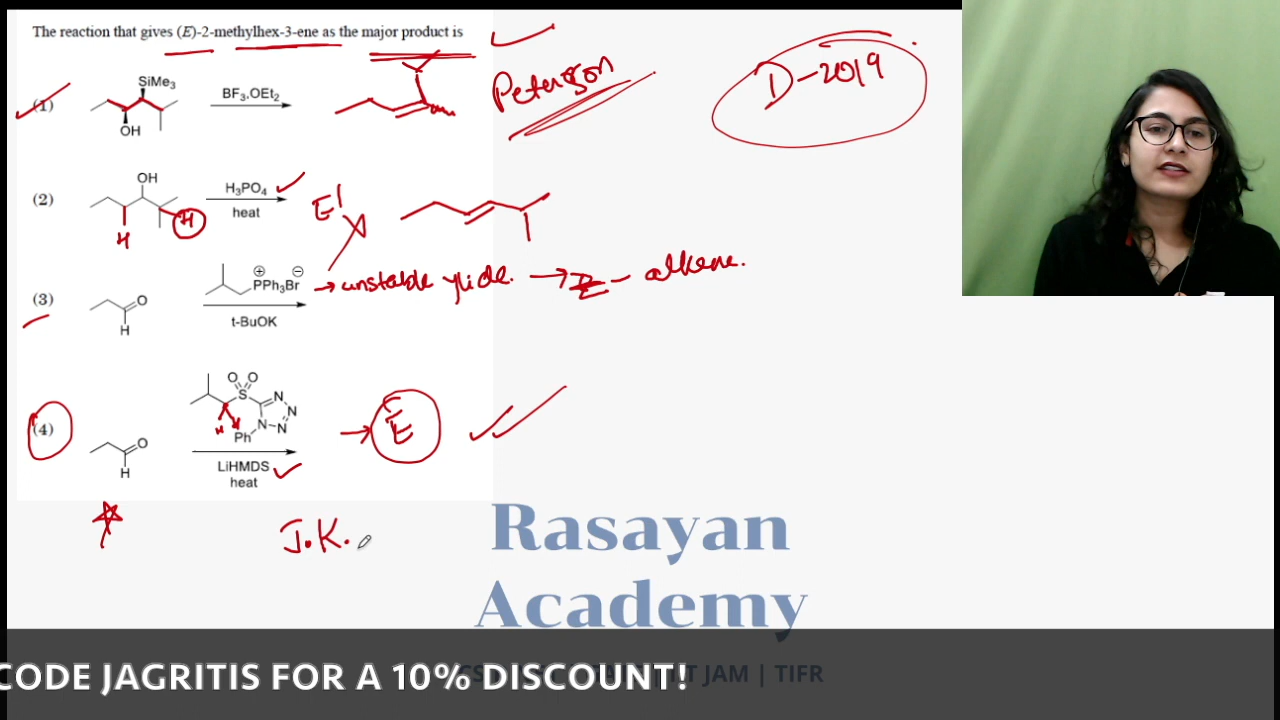 The reaction that gives (E)-2-methylhex-3-ene as the major product is
D-2019
Peterson
(1)
SiMe3
OH
BF3.OEt2
(2)
OH
H
H
H3PO4
heat
E1
(3)
O
H
⊕ ⊖
PPh3Br
t-BuOK
→ unstable ylide. → Z - alkene.
(4)
O
H
O O
S
N
N
N
N
Ph
H H
LiHMDS
heat
→ E
J.K.
Rasayan
Academy
CODE JAGRITIS FOR A 10% DISCOUNT!
JAM | TIFR